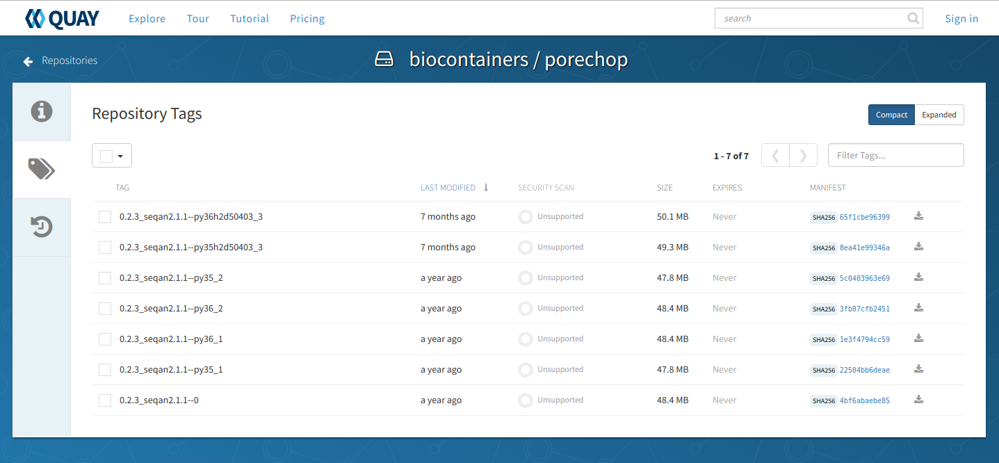 QUAY Explore Tour Tutorial Pricing search Sign in
Repositories biocontainers / porechop
Repository Tags Compact Expanded
1 - 7 of 7 Filter Tags...
TAG LAST MODIFIED SECURITY SCAN SIZE EXPIRES MANIFEST
0.2.3_seqan2.1.1--py36h2d50403_3 7 months ago Unsupported 50.1 MB Never SHA256 65f1cbe96399
0.2.3_seqan2.1.1--py35h2d50403_3 7 months ago Unsupported 49.3 MB Never SHA256 8ea41e99346a
0.2.3_seqan2.1.1--py35_2 a year ago Unsupported 47.8 MB Never SHA256 5c0403963e69
0.2.3_seqan2.1.1--py36_2 a year ago Unsupported 48.4 MB Never SHA256 3fb07cfb2451
0.2.3_seqan2.1.1--py36_1 a year ago Unsupported 48.4 MB Never SHA256 1e3f4794cc59
0.2.3_seqan2.1.1--py35_1 a year ago Unsupported 47.8 MB Never SHA256 22504bb6deae
0.2.3_seqan2.1.1--0 a year ago Unsupported 48.4 MB Never SHA256 4bf6abaebe85